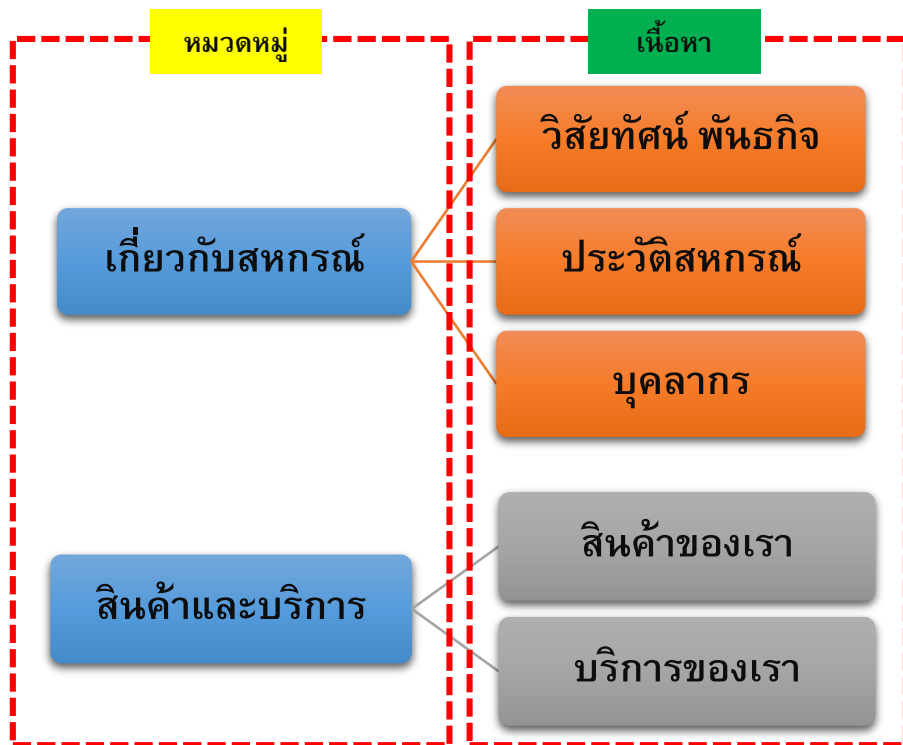 หมวดหมู่
เนื้อหา
เกี่ยวกับสหกรณ์
วิสัยทัศน์ พันธกิจ
ประวัติสหกรณ์
บุคลากร
สินค้าและบริการ
สินค้าของเรา
บริการของเรา